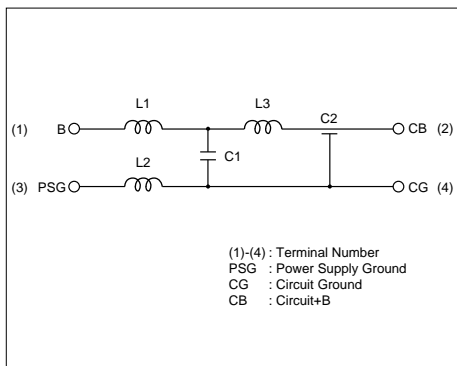 L1
L3
C2
(1)
B
CB
(2)
C1
L2
(3)
PSG
CG
(4)
(1)-(4) : Terminal Number
PSG : Power Supply Ground
CG : Circuit Ground
CB : Circuit+B